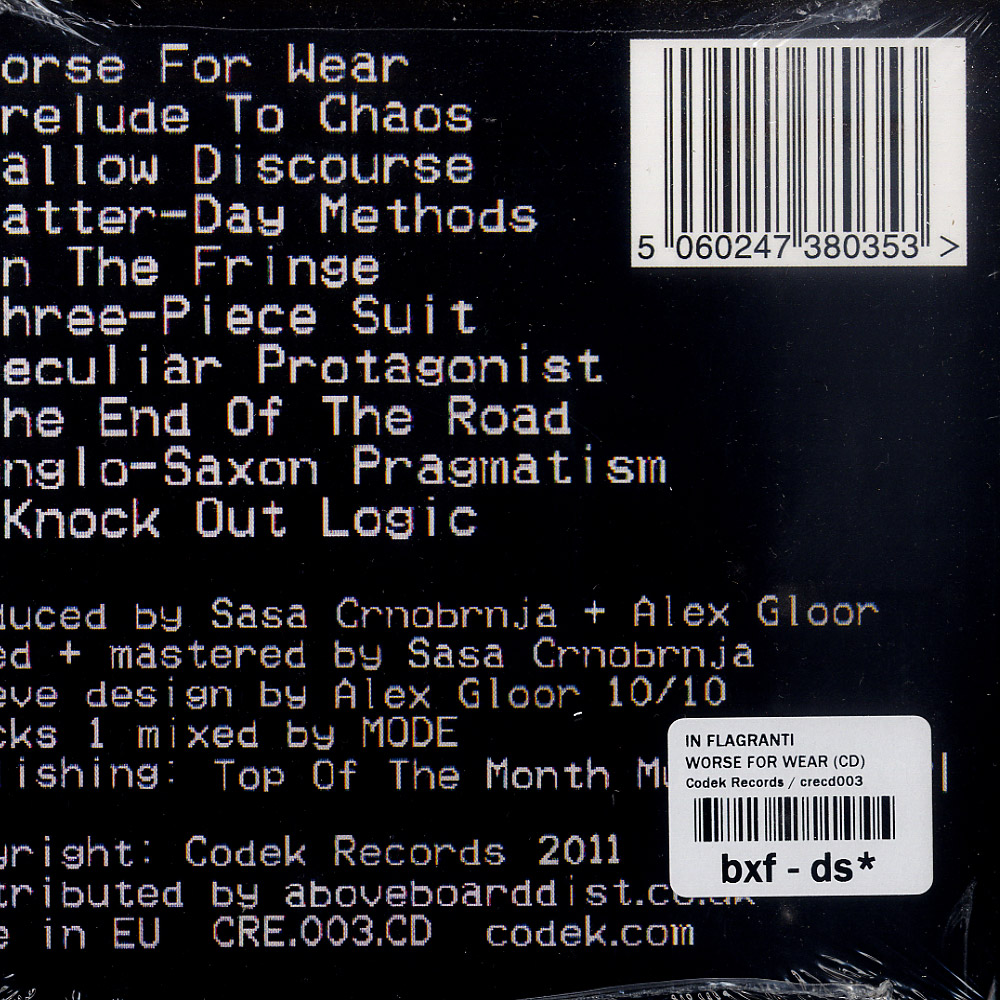 orse For Wear
relude To Chaos
allow Discourse
atter-Day Methods
n The Fringe
hree-Piece Suit
eculiar Protagonist
he End Of The Road
nglo-Saxon Pragmatism
Knock Out Logic
5 060247 380353 >
duced by Sasa Crnobrnja + Alex Gloor
ed + mastered by Sasa Crnobrnja
eve design by Alex Gloor 10/10
cks 1 mixed by MODE
lishing: Top Of The Month Mu
yright: Codek Records 2011
tributed by aboveboarddist.co.uk
e in EU CRE.003.CD codek.com
IN FLAGRANTI
WORSE FOR WEAR (CD)
Codek Records / crecd003
bxf - ds*